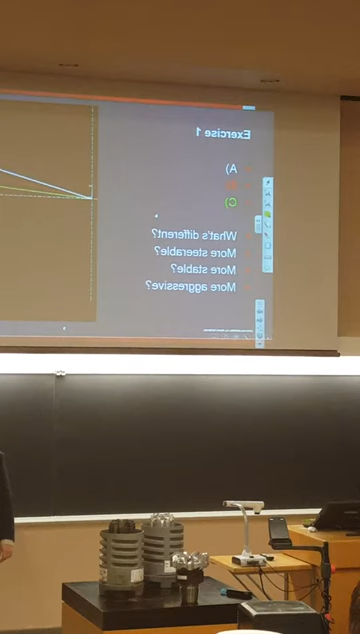 Exercise 1
A)
C)
What's different?
More steerable?
More stable?
More aggressive?